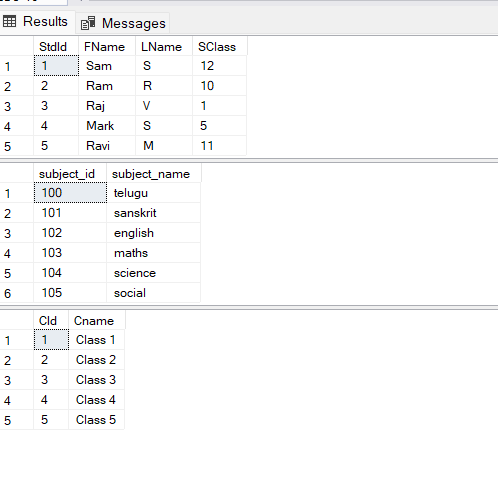 Results Messages
StdId FName LName SClass
1 1 Sam S 12
2 2 Ram R 10
3 3 Raj V 1
4 4 Mark S 5
5 5 Ravi M 11
subject_id subject_name
1 100 telugu
2 101 sanskrit
3 102 english
4 103 maths
5 104 science
6 105 social
CId Cname
1 1 Class 1
2 2 Class 2
3 3 Class 3
4 4 Class 4
5 5 Class 5